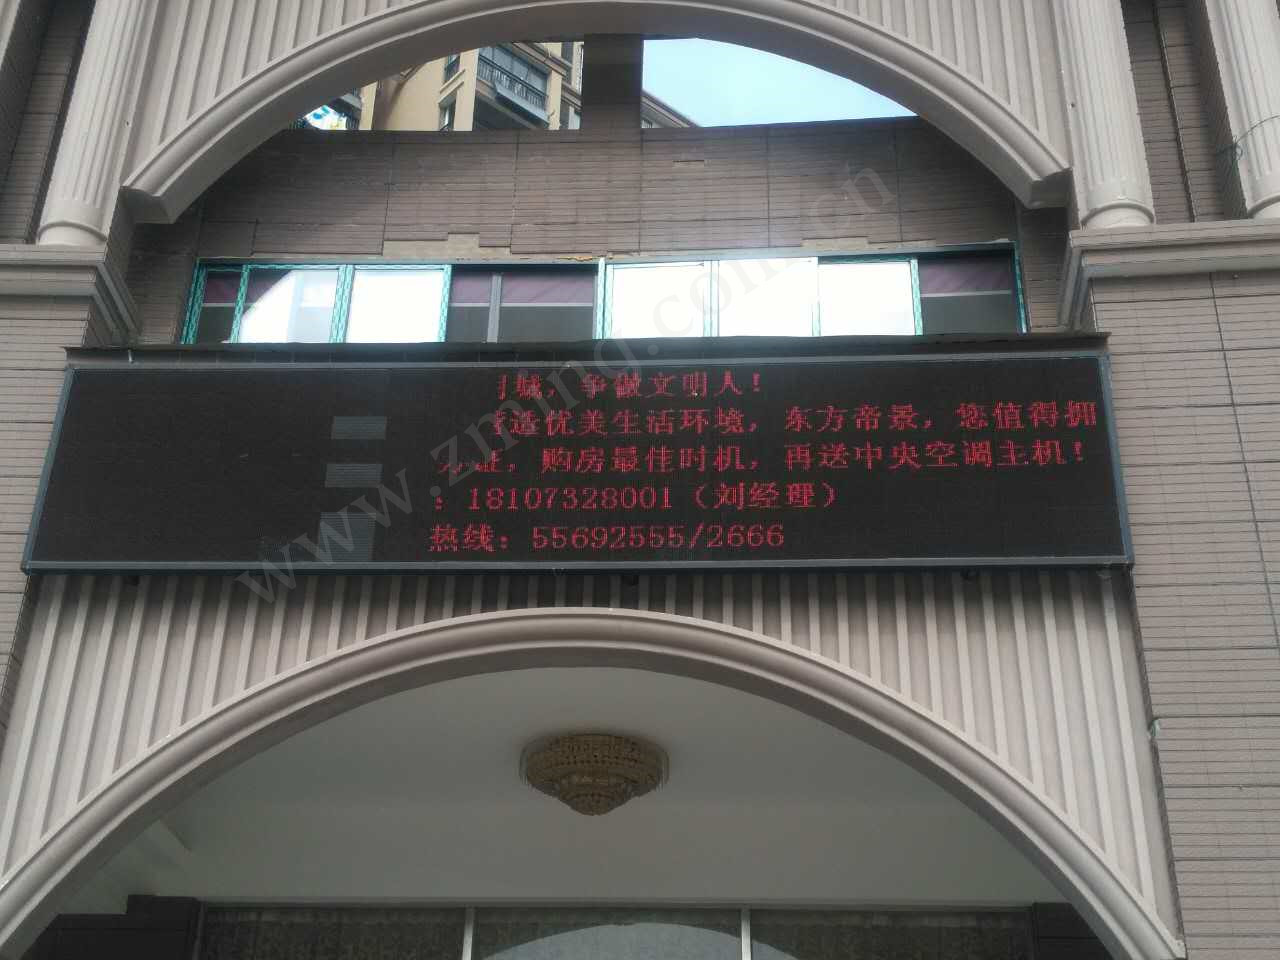 城，争做文明人！
造优美生活环境，东方帝景，您值得拥
证，购房最佳时机，再送中央空调主机！
：18107328001（刘经理）
热线：55692555/2666
www.zming.com.cn